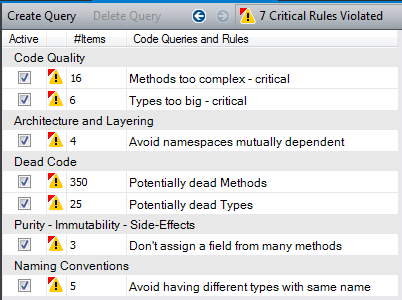 Create Query Delete Query 7 Critical Rules Violated
Active #Items Code Queries and Rules
Code Quality
16 Methods too complex - critical
6 Types too big - critical
Architecture and Layering
4 Avoid namespaces mutually dependent
Dead Code
350 Potentially dead Methods
25 Potentially dead Types
Purity - Immutability - Side-Effects
3 Don't assign a field from many methods
Naming Conventions
5 Avoid having different types with same name